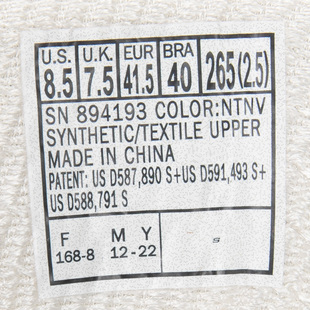 U.S. U.K. EUR BRA 265(2.5)
8.5 7.5 41.5 40
SN 894193 COLOR:NTNV
SYNTHETIC/TEXTILE UPPER
MADE IN CHINA
PATENT: US D587,890 S+US D591,493 S+
US D588,791 S
F M Y
168-8 12-22 S